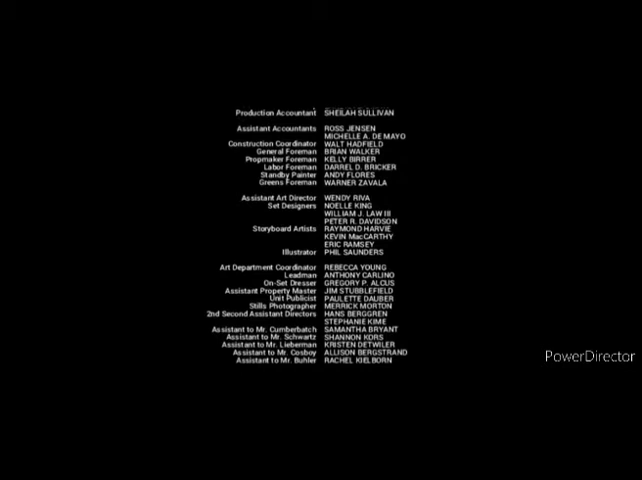 Production Accountant SHEILAH SULLIVAN
Assistant Accountants ROSS JENSEN
MICHELLE A. DE MAYO
Construction Coordinator WALT HADFIELD
General Foreman BRIAN WALKER
Propmaker Foreman KELLY BIRRER
Labor Foreman DARREL D. BRICKER
Standby Painter ANDY FLORES
Greens Foreman WARNER ZAVALA
Assistant Art Director WENDY RIVA
Set Designers NOELLE KING
WILLIAM J. LAW III
PETER R. DAVIDSON
Storyboard Artists RAYMOND HARVIE
KEVIN MacCARTHY
ERIC RAMSEY
Illustrator PHIL SAUNDERS
Art Department Coordinator REBECCA YOUNG
Leadman ANTHONY CARLINO
On-Set Dresser GREGORY P. ALCUS
Assistant Property Master JIM STUBBLEFIELD
Unit Publicist PAULETTE DAUBER
Stills Photographer MERRICK MORTON
2nd Second Assistant Directors HANS BERGGREN
STEPHANIE KIME
Assistant to Mr. Cumberbatch SAMANTHA BRYANT
Assistant to Mr. Schwartz SHANNON KORS
Assistant to Mr. Lieberman KRISTEN DETWILER
Assistant to Mr. Cosboy ALLISON BERGSTRAND
Assistant to Mr. Buhler RACHEL KIELBORN
PowerDirector